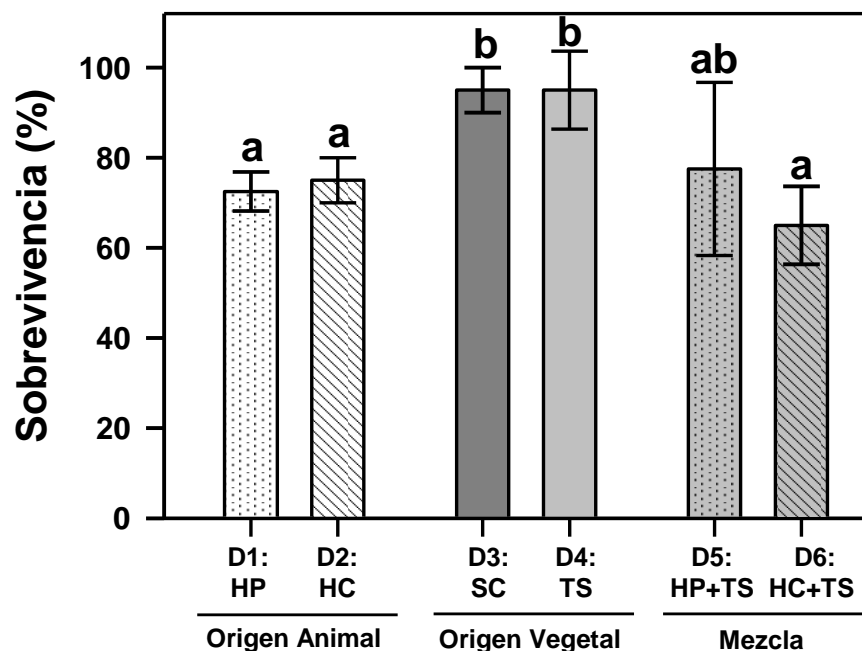 Sobrevivencia (%)
100
80
60
40
20
0
a
a
b
b
ab
a
D1:
HP
D2:
HC
D3:
SC
D4:
TS
D5:
HP+TS
D6:
HC+TS
Origen Animal
Origen Vegetal
Mezcla